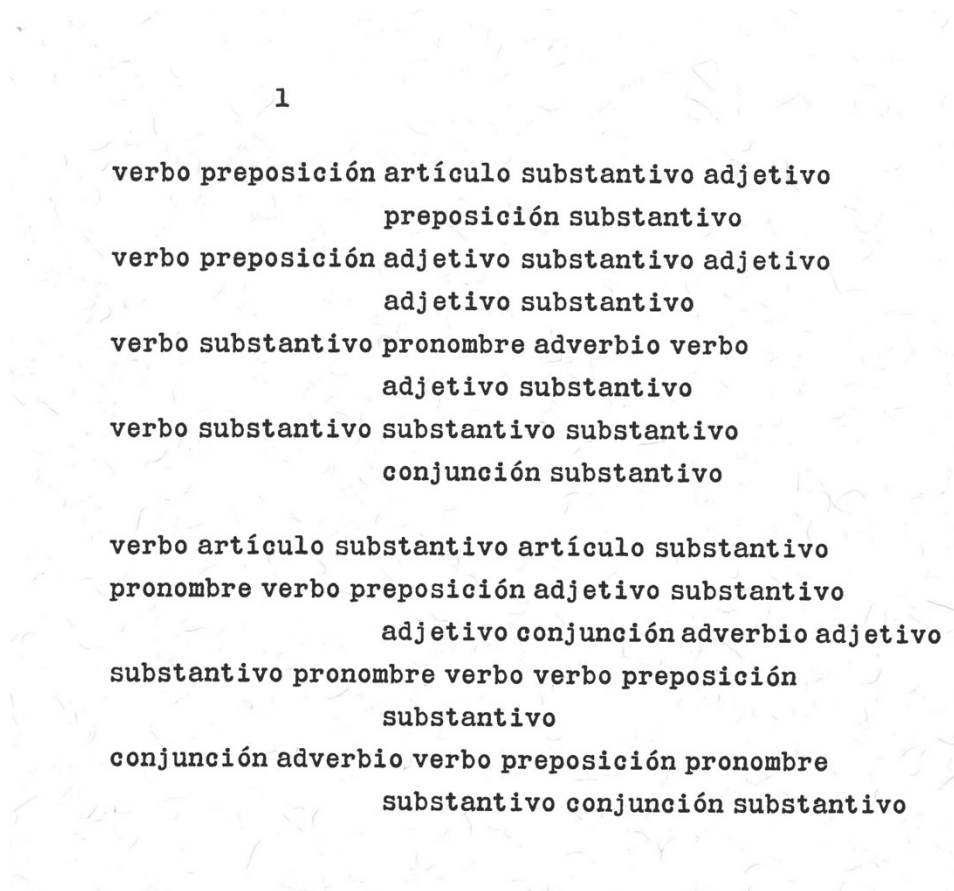 1
verbo preposición artículo substantivo adjetivo
preposición substantivo
verbo preposición adjetivo substantivo adjetivo
adjetivo substantivo
verbo substantivo pronombre adverbio verbo
adjetivo substantivo
verbo substantivo substantivo substantivo
conjunción substantivo
verbo artículo substantivo artículo substantivo
pronombre verbo preposición adjetivo substantivo
adjetivo conjunción adverbio adjetivo
substantivo pronombre verbo verbo preposición
substantivo
conjunción adverbio verbo preposición pronombre
substantivo conjunción substantivo